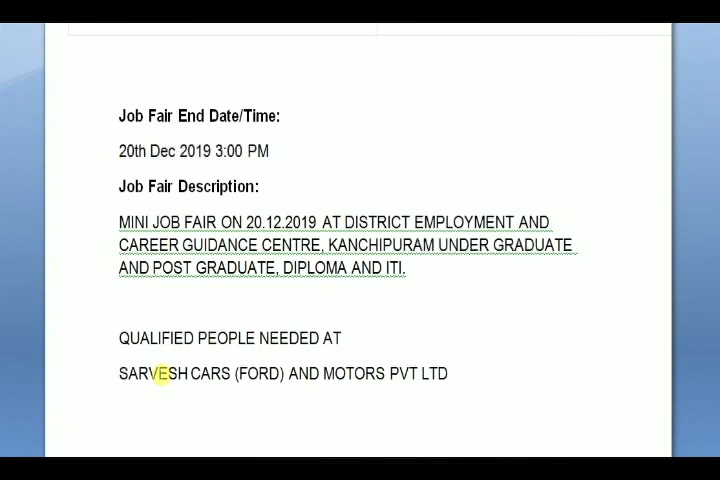 Job Fair End Date/Time:
20th Dec 2019 3:00 PM
Job Fair Description:
MINI JOB FAIR ON 20.12.2019 AT DISTRICT EMPLOYMENT AND
CAREER GUIDANCE CENTRE, KANCHIPURAM UNDER GRADUATE
AND POST GRADUATE, DIPLOMA AND ITI.
QUALIFIED PEOPLE NEEDED AT
SARVESH CARS (FORD) AND MOTORS PVT LTD